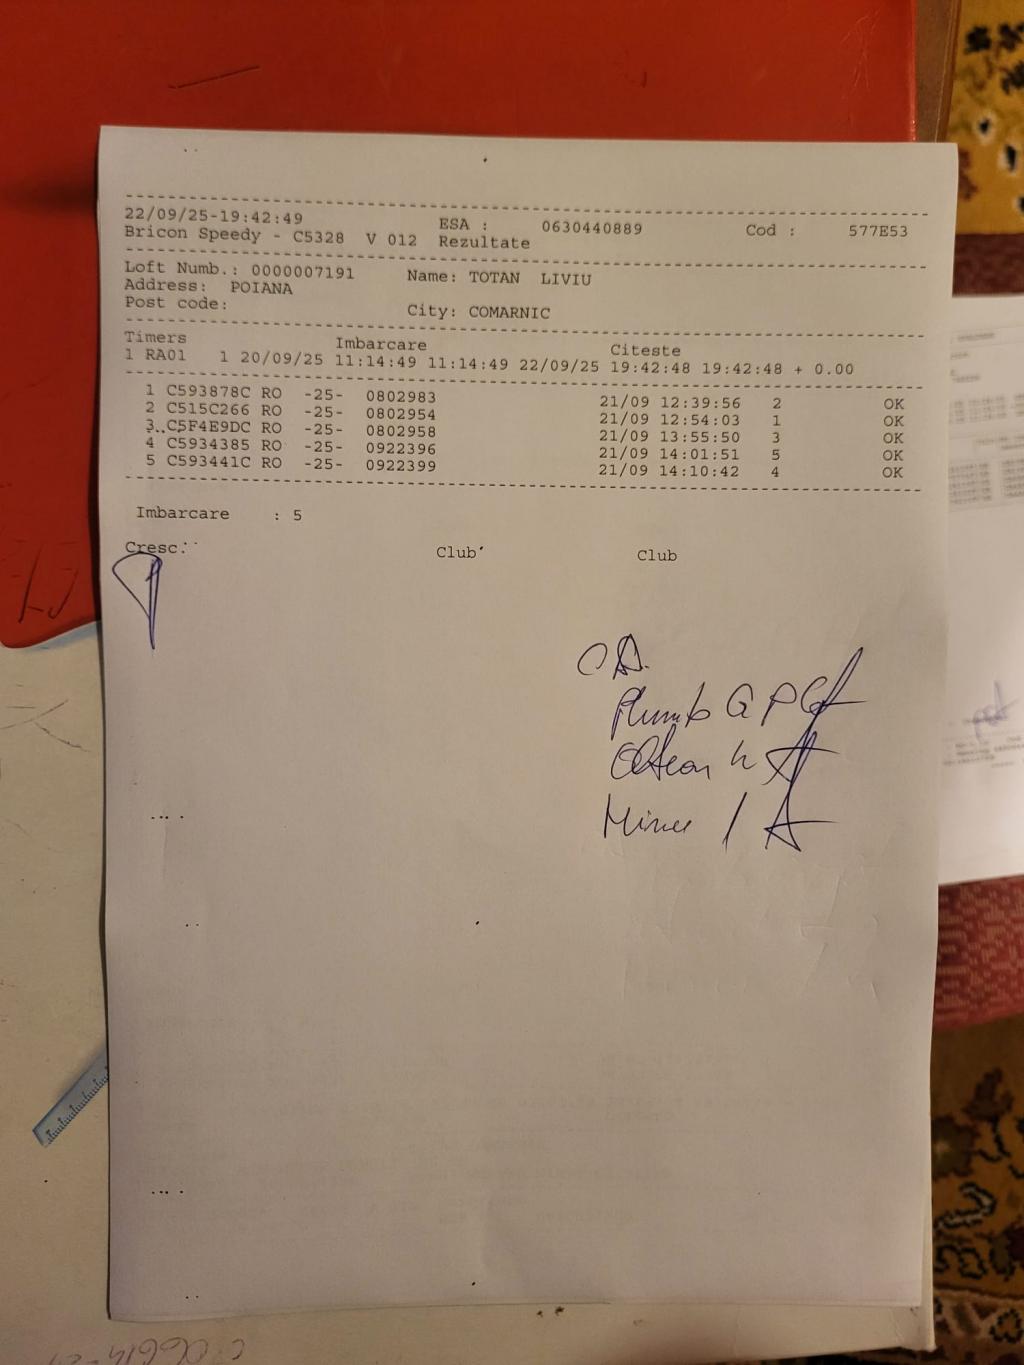 22/09/25-19:42:49 ESA : 0630440889 Cod : 577E53
Bricon Speedy - C5328 V 012 Rezultate
Loft Numb.: 0000007191 Name: TOTAN LIVIU
Address: POIANA
Post code: City: COMARNIC
Timers Imbarcare Citeste
1 RA01 1 20/09/25 11:14:49 11:14:49 22/09/25 19:42:48 19:42:48 + 0.00
1 C593878C RO -25- 0802983 21/09 12:39:56 2 OK
2 C515C266 RO -25- 0802954 21/09 12:54:03 1 OK
3 C5F4E9DC RO -25- 0802958 21/09 13:55:50 3 OK
4 C5934385 RO -25- 0922396 21/09 14:01:51 5 OK
5 C593441C RO -25- 0922399 21/09 14:10:42 4 OK
Imbarcare : 5
Cresc. Club Club
Plumb G